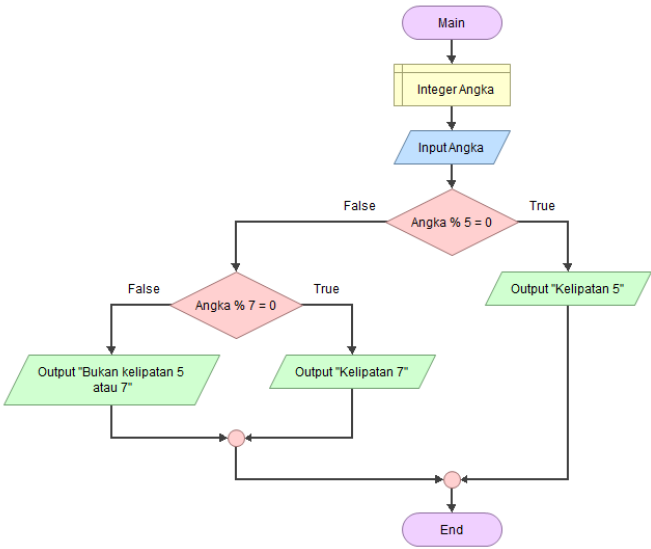 Main
Integer Angka
Input Angka
False
True
Angka % 5 = 0
False
True
Angka % 7 = 0
Output "Kelipatan 5"
Output "Bukan kelipatan 5
atau 7"
Output "Kelipatan 7"
End